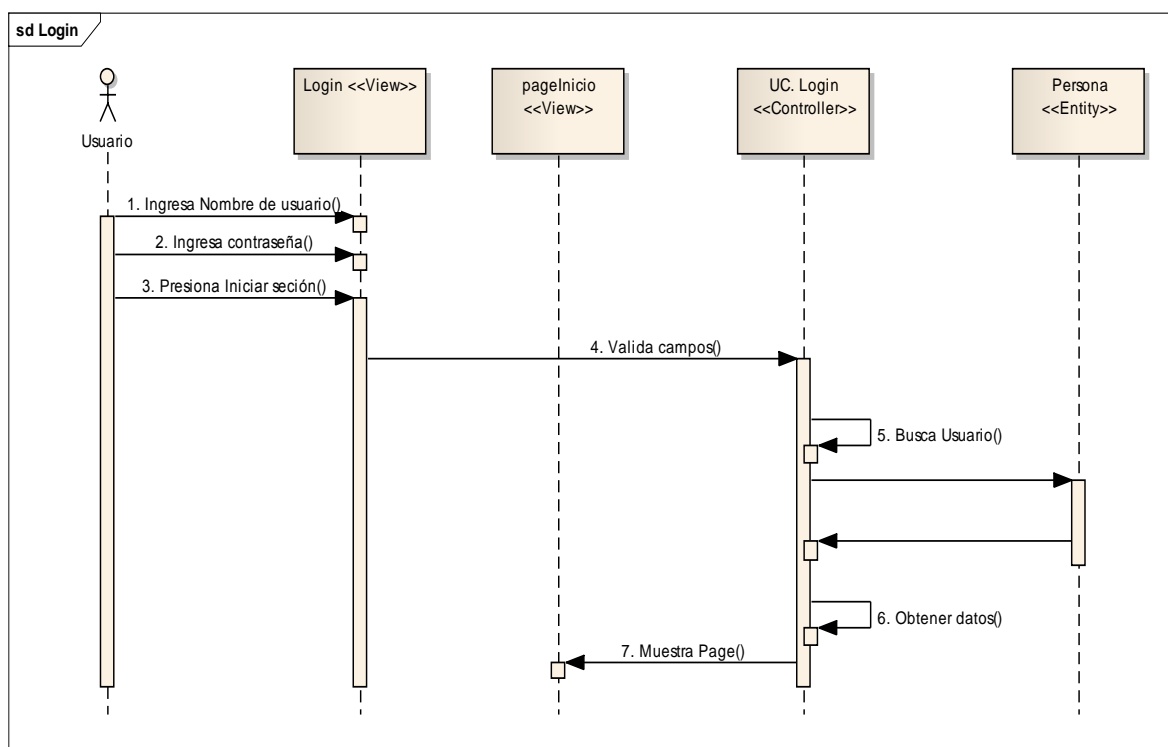 sd Login
Usuario
Login <<View>>
pageInicio
<<View>>
UC. Login
<<Controller>>
Persona
<<Entity>>
1. Ingresa Nombre de usuario()
2. Ingresa contraseña()
3. Presiona Iniciar seción()
4. Valida campos()
5. Busca Usuario()
6. Obtener datos()
7. Muestra Page()